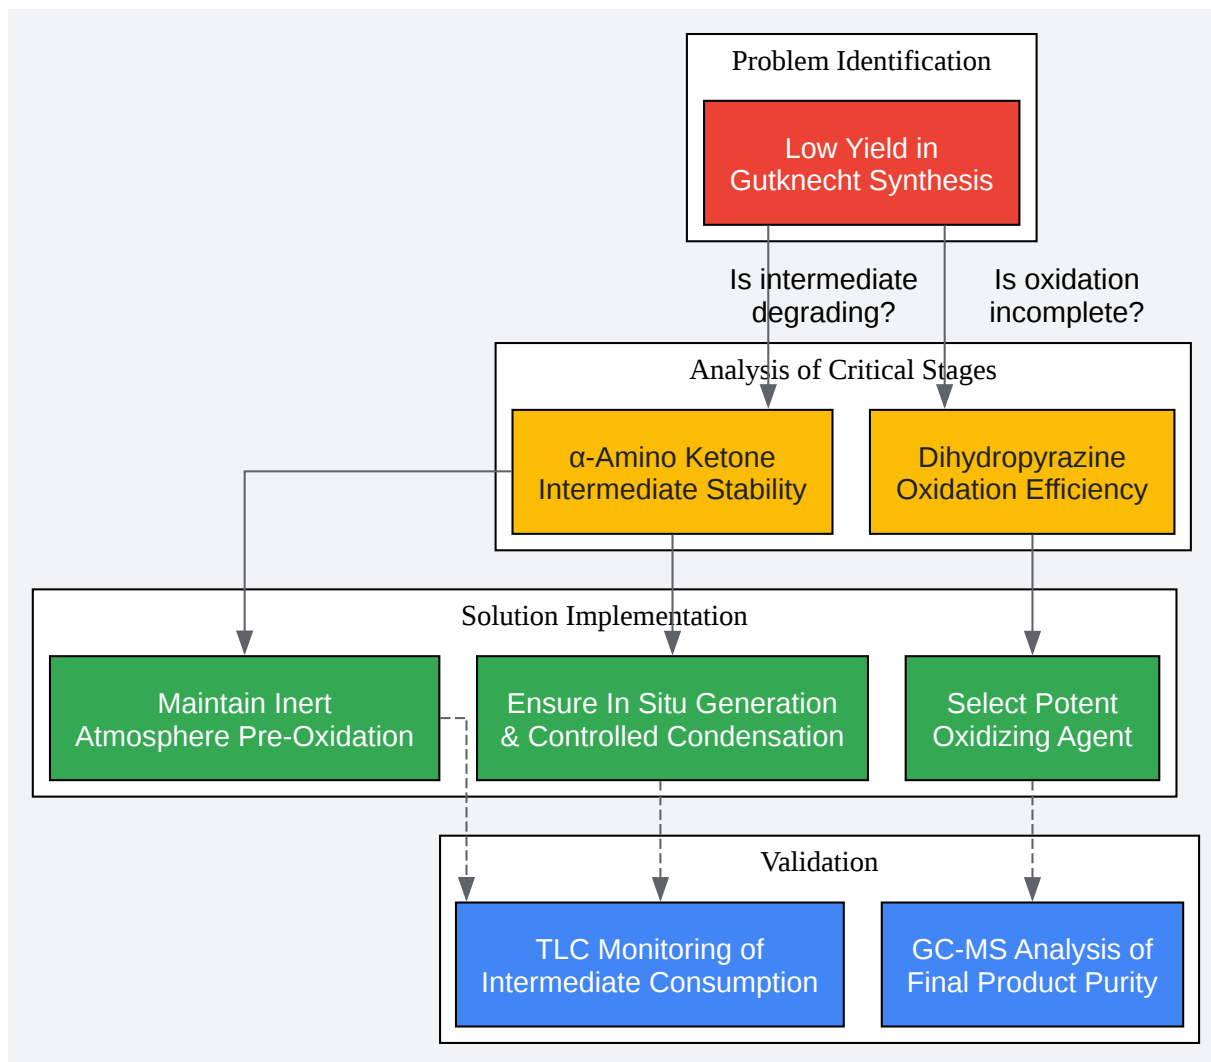 Problem Identification
Low Yield in
Gutknecht Synthesis
Is intermediate
degrading?
Is oxidation
incomplete?
Analysis of Critical Stages
α-Amino Ketone
Intermediate Stability
Dihydropyrazine
Oxidation Efficiency
Solution Implementation
Maintain Inert
Atmosphere Pre-Oxidation
Ensure In Situ Generation
& Controlled Condensation
Select Potent
Oxidizing Agent
Validation
TLC Monitoring of
Intermediate Consumption
GC-MS Analysis of
Final Product Purity